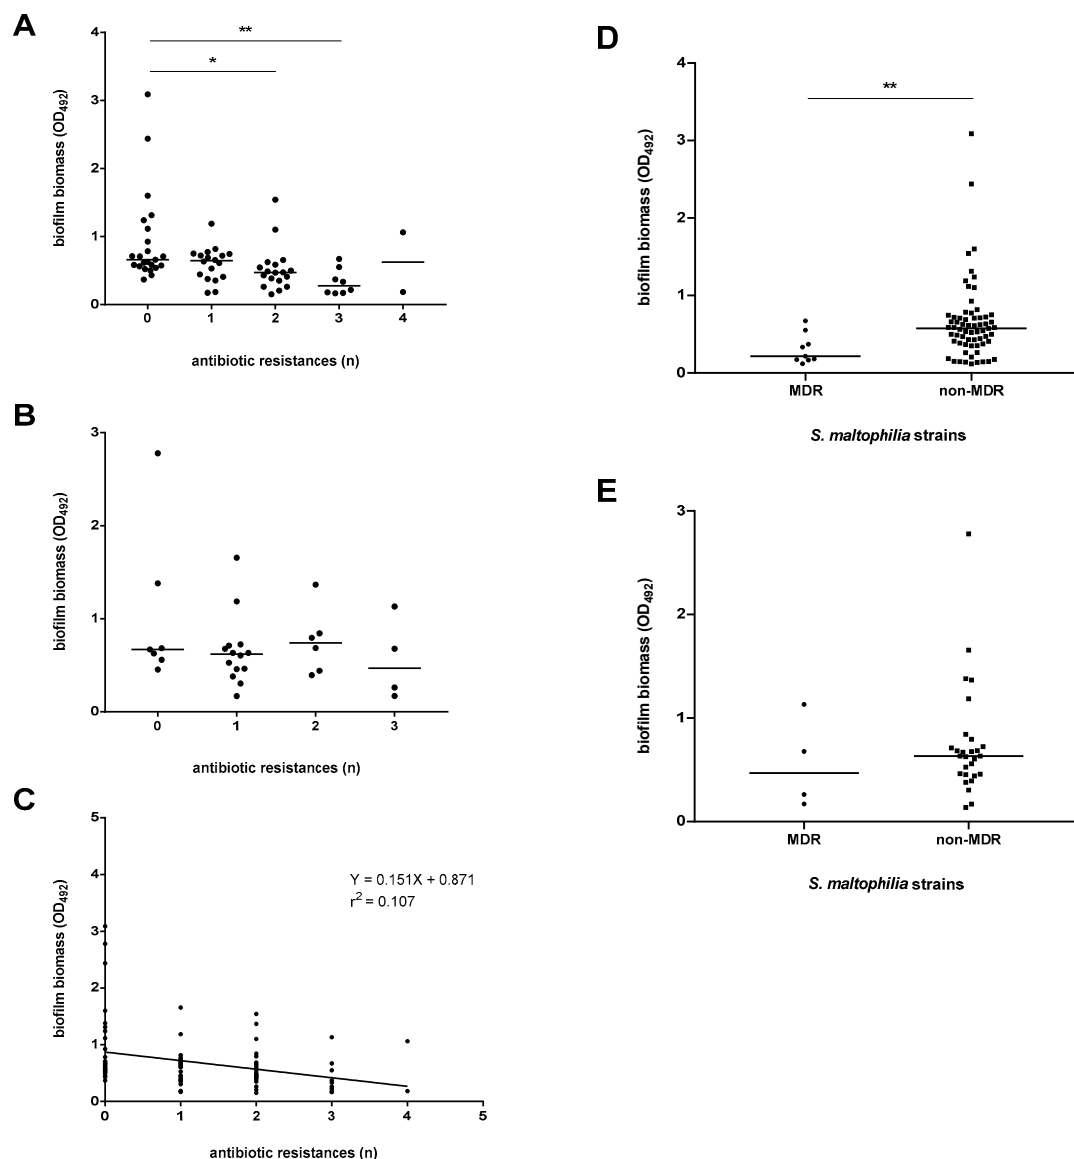 A
biofilm biomass (OD492)
4
3
2
1
0
**
*
0 1 2 3 4
antibiotic resistances (n)
B
biofilm biomass (OD492)
3
2
1
0
0 1 2 3
antibiotic resistances (n)
C
biofilm biomass (OD492)
5
4
3
2
1
0
Y = 0.151X + 0.871
r2 = 0.107
0 1 2 3 4 5
antibiotic resistances (n)
D
biofilm biomass (OD492)
4
3
2
1
0
**
MDR non-MDR
S. maltophilia strains
E
biofilm biomass (OD492)
3
2
1
0
MDR non-MDR
S. maltophilia strains